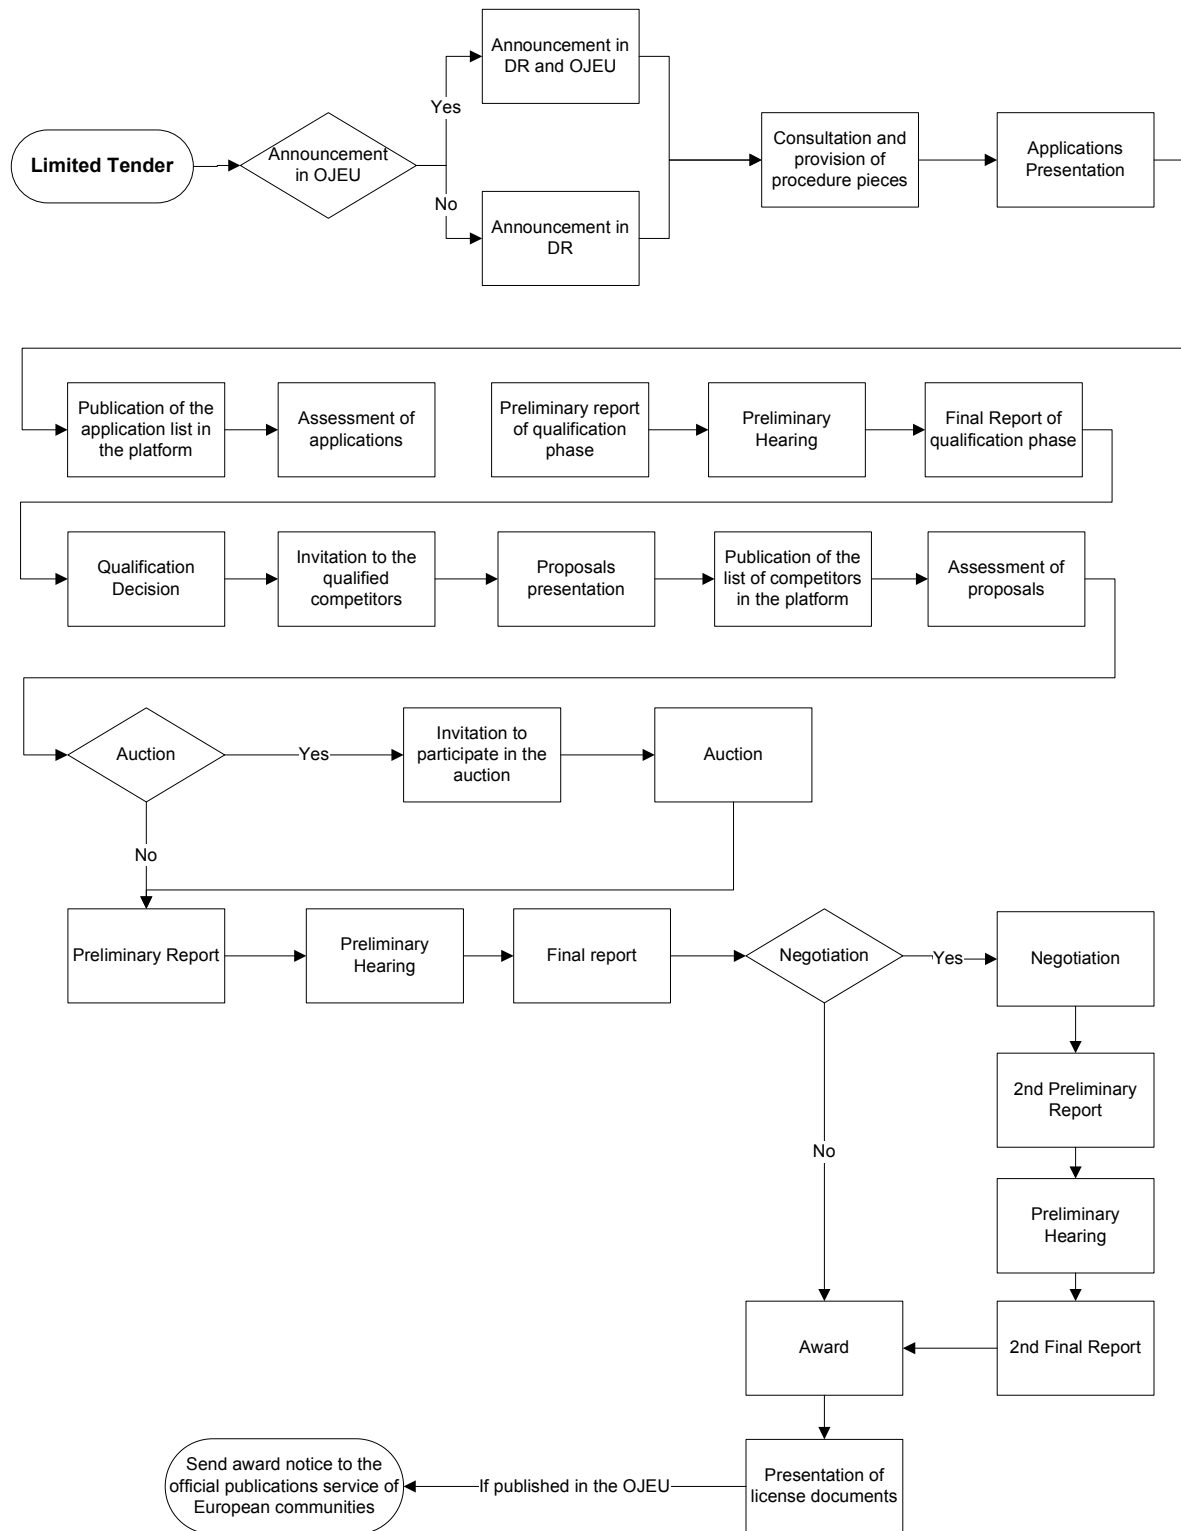 Limited Tender
Announcement
in OJEU
Yes
No
Announcement in
DR and OJEU
Announcement in
DR
Consultation and
provision of
procedure pieces
Applications
Presentation
Publication of the
application list in
the platform
Assessment of
applications
Preliminary report
of qualification
phase
Preliminary
Hearing
Final Report of
qualification phase
Qualification
Decision
Invitation to the
qualified
competitors
Proposals
presentation
Publication of the
list of competitors
in the platform
Assessment of
proposals
Auction
Yes
Invitation to
participate in the
auction
Auction
No
Preliminary Report
Preliminary
Hearing
Final report
Negotiation
Yes
Negotiation
2nd Preliminary
Report
No
Preliminary
Hearing
Award
2nd Final Report
Send award notice to the
official publications service of
European communities
If published in the OJEU
Presentation of
license documents